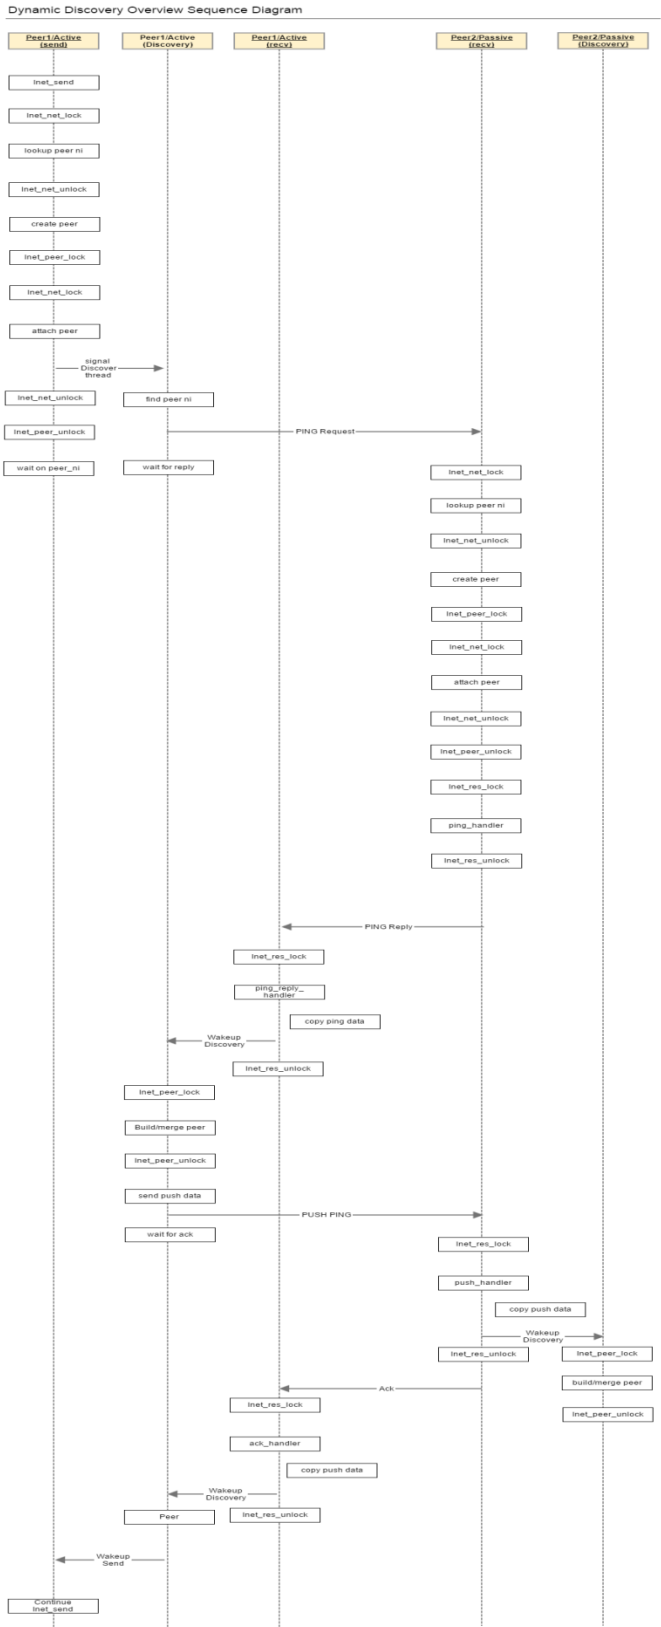 Dynamic Discovery Overview Sequence Diagram
Peer1/Active
(send)
Peer1/Active
(Discovery)
Peer1/Active
(recv)
Peer2/Passive
(recv)
Peer2/Passive
(Discovery)
lnet_send
lnet_net_lock
lookup peer ni
lnet_net_unlock
create peer
lnet_peer_lock
lnet_net_lock
attach peer
signal
Discover
thread
lnet_net_unlock
find peer ni
lnet_peer_unlock
PING Request
wait on peer_ni
wait for reply
lnet_net_lock
lookup peer ni
lnet_net_unlock
create peer
lnet_peer_lock
lnet_net_lock
attach peer
lnet_net_unlock
lnet_peer_unlock
lnet_res_lock
ping_handler
lnet_res_unlock
PING Reply
lnet_res_lock
ping_reply_
handler
copy ping data
Wakeup
Discovery
lnet_res_unlock
lnet_peer_lock
Build/merge peer
lnet_peer_unlock
send push data
PUSH PING
wait for ack
lnet_res_lock
push_handler
copy push data
Wakeup
Discovery
lnet_res_unlock
lnet_peer_lock
build/merge peer
Ack
lnet_res_lock
lnet_peer_unlock
ack_handler
copy push data
Wakeup
Discovery
Peer
lnet_res_unlock
Wakeup
Send
Continue
lnet_send